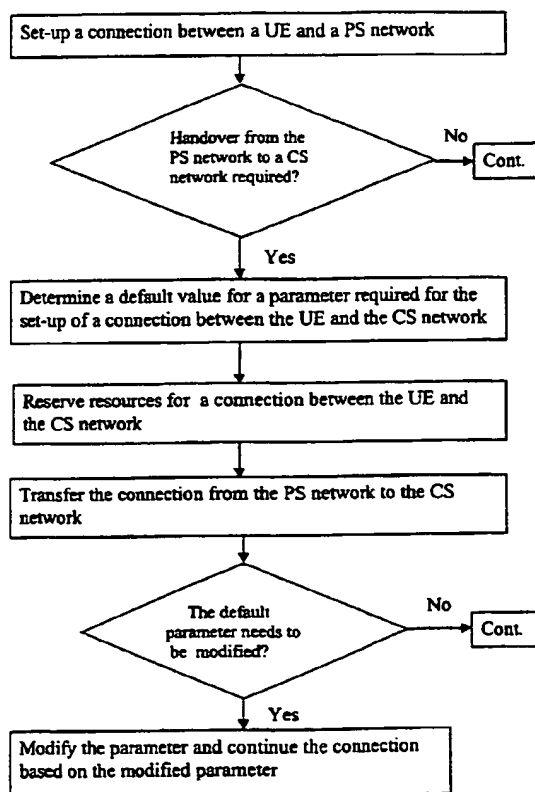 Set-up a connection between a UE and a PS network
Handover from the
PS network to a CS
network required?
No
Cont.
Yes
Determine a default value for a parameter required for the
set-up of a connection between the UE and the CS network
Reserve resources for a connection between the UE and
the CS network
Transfer the connection from the PS network to the CS
network
The default
parameter needs to
be modified?
No
Cont.
Yes
Modify the parameter and continue the connection
based on the modified parameter